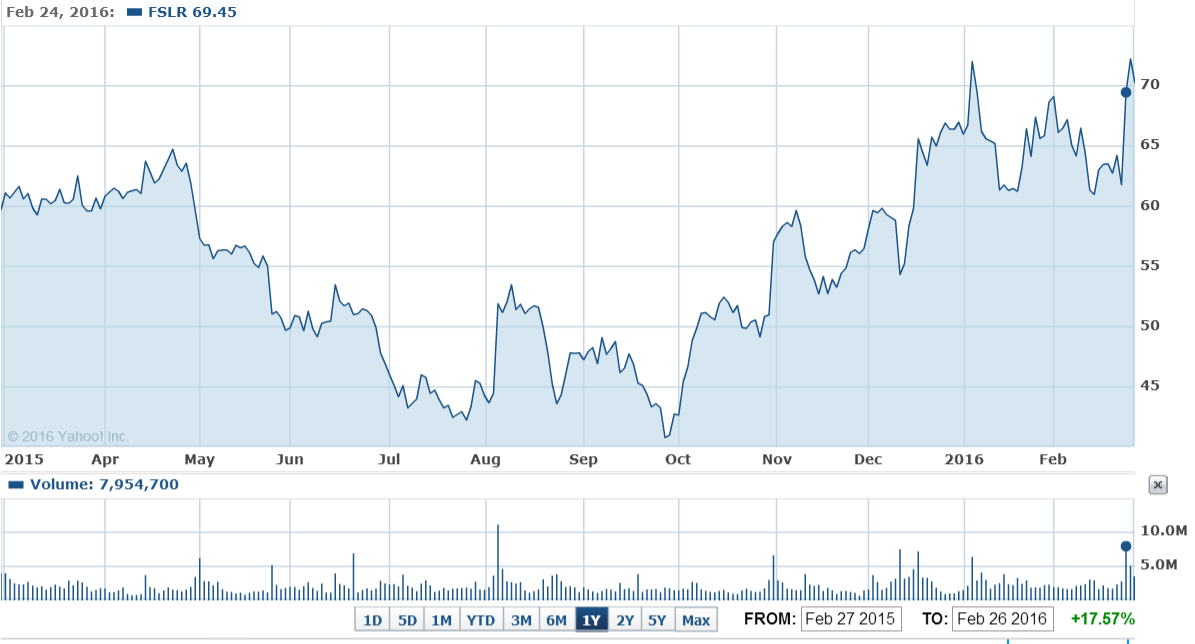 Feb 24, 2016: FSLR 69.45
70
65
60
55
50
45
© 2016 Yahoo! Inc.
2015 Apr May Jun Jul Aug Sep Oct Nov Dec 2016 Feb
Volume: 7,954,700
10.0M
5.0M
1D 5D 1M YTD 3M 6M 1Y 2Y 5Y Max FROM: Feb 27 2015 TO: Feb 26 2016 +17.57%